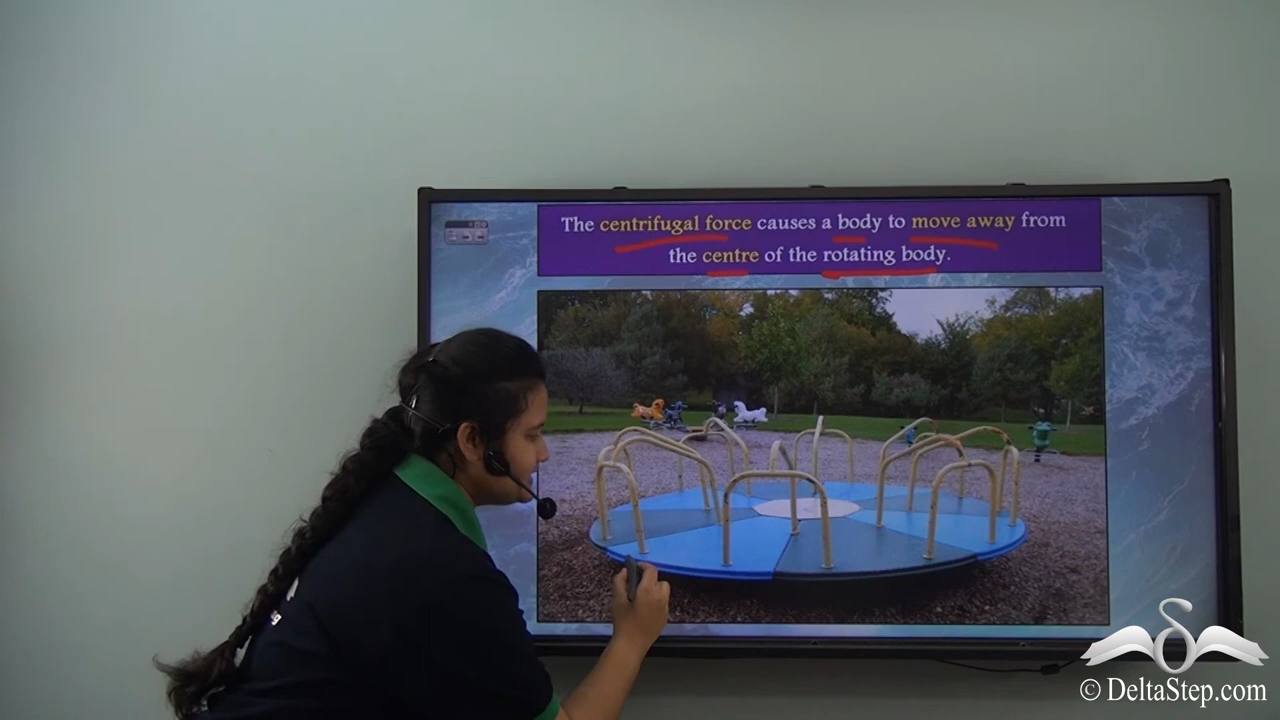 The centrifugal force causes a body to move away from
the centre of the rotating body.
© DeltaStep.com